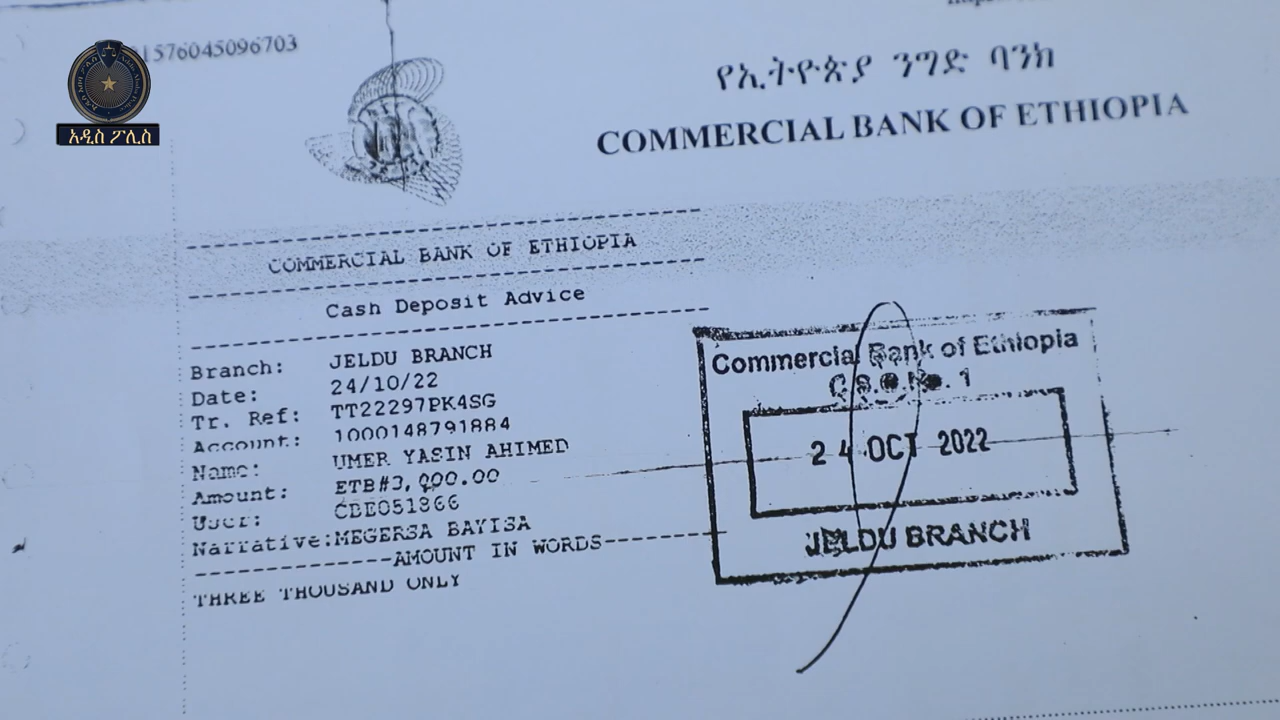 1576045096703
የኢትዮጵያ ንግድ ባንክ
COMMERCIAL BANK OF ETHIOPIA
አዲስ ፖሊስ
COMMERCIAL BANK OF ETHIOPIA
Cash Deposit Advice
Branch: JELDU BRANCH
Date: 24/10/22
Tr. Ref: TT22297PK4SG
Account: 1000148791884
Name: UMER YASIN AHIMED
Amount: ETB#3,000.00
User: CBE051866
Narrative:MEGERSA BAYISA
AMOUNT IN WORDS
THREE THOUSAND ONLY
Commercial Bank of Ethiopia
No. 1
24 OCT 2022
JELDU BRANCH